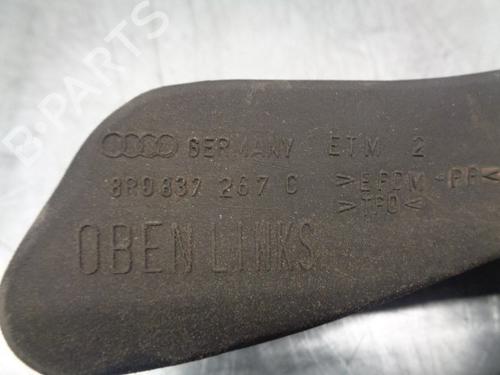 B-PARTS
GERMANY ETM 2
8R0837 267 C >EPDM-PP<
>TPO<
OBEN LINKS